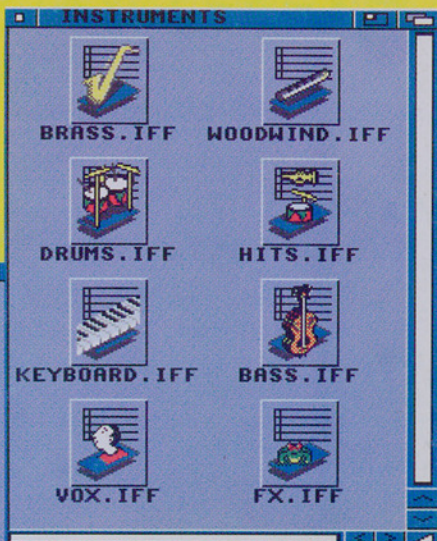 INSTRUMENTS
BRASS.IFF WOODWIND.IFF
DRUMS.IFF HITS.IFF
KEYBOARD.IFF BASS.IFF
VOX.IFF FX.IFF